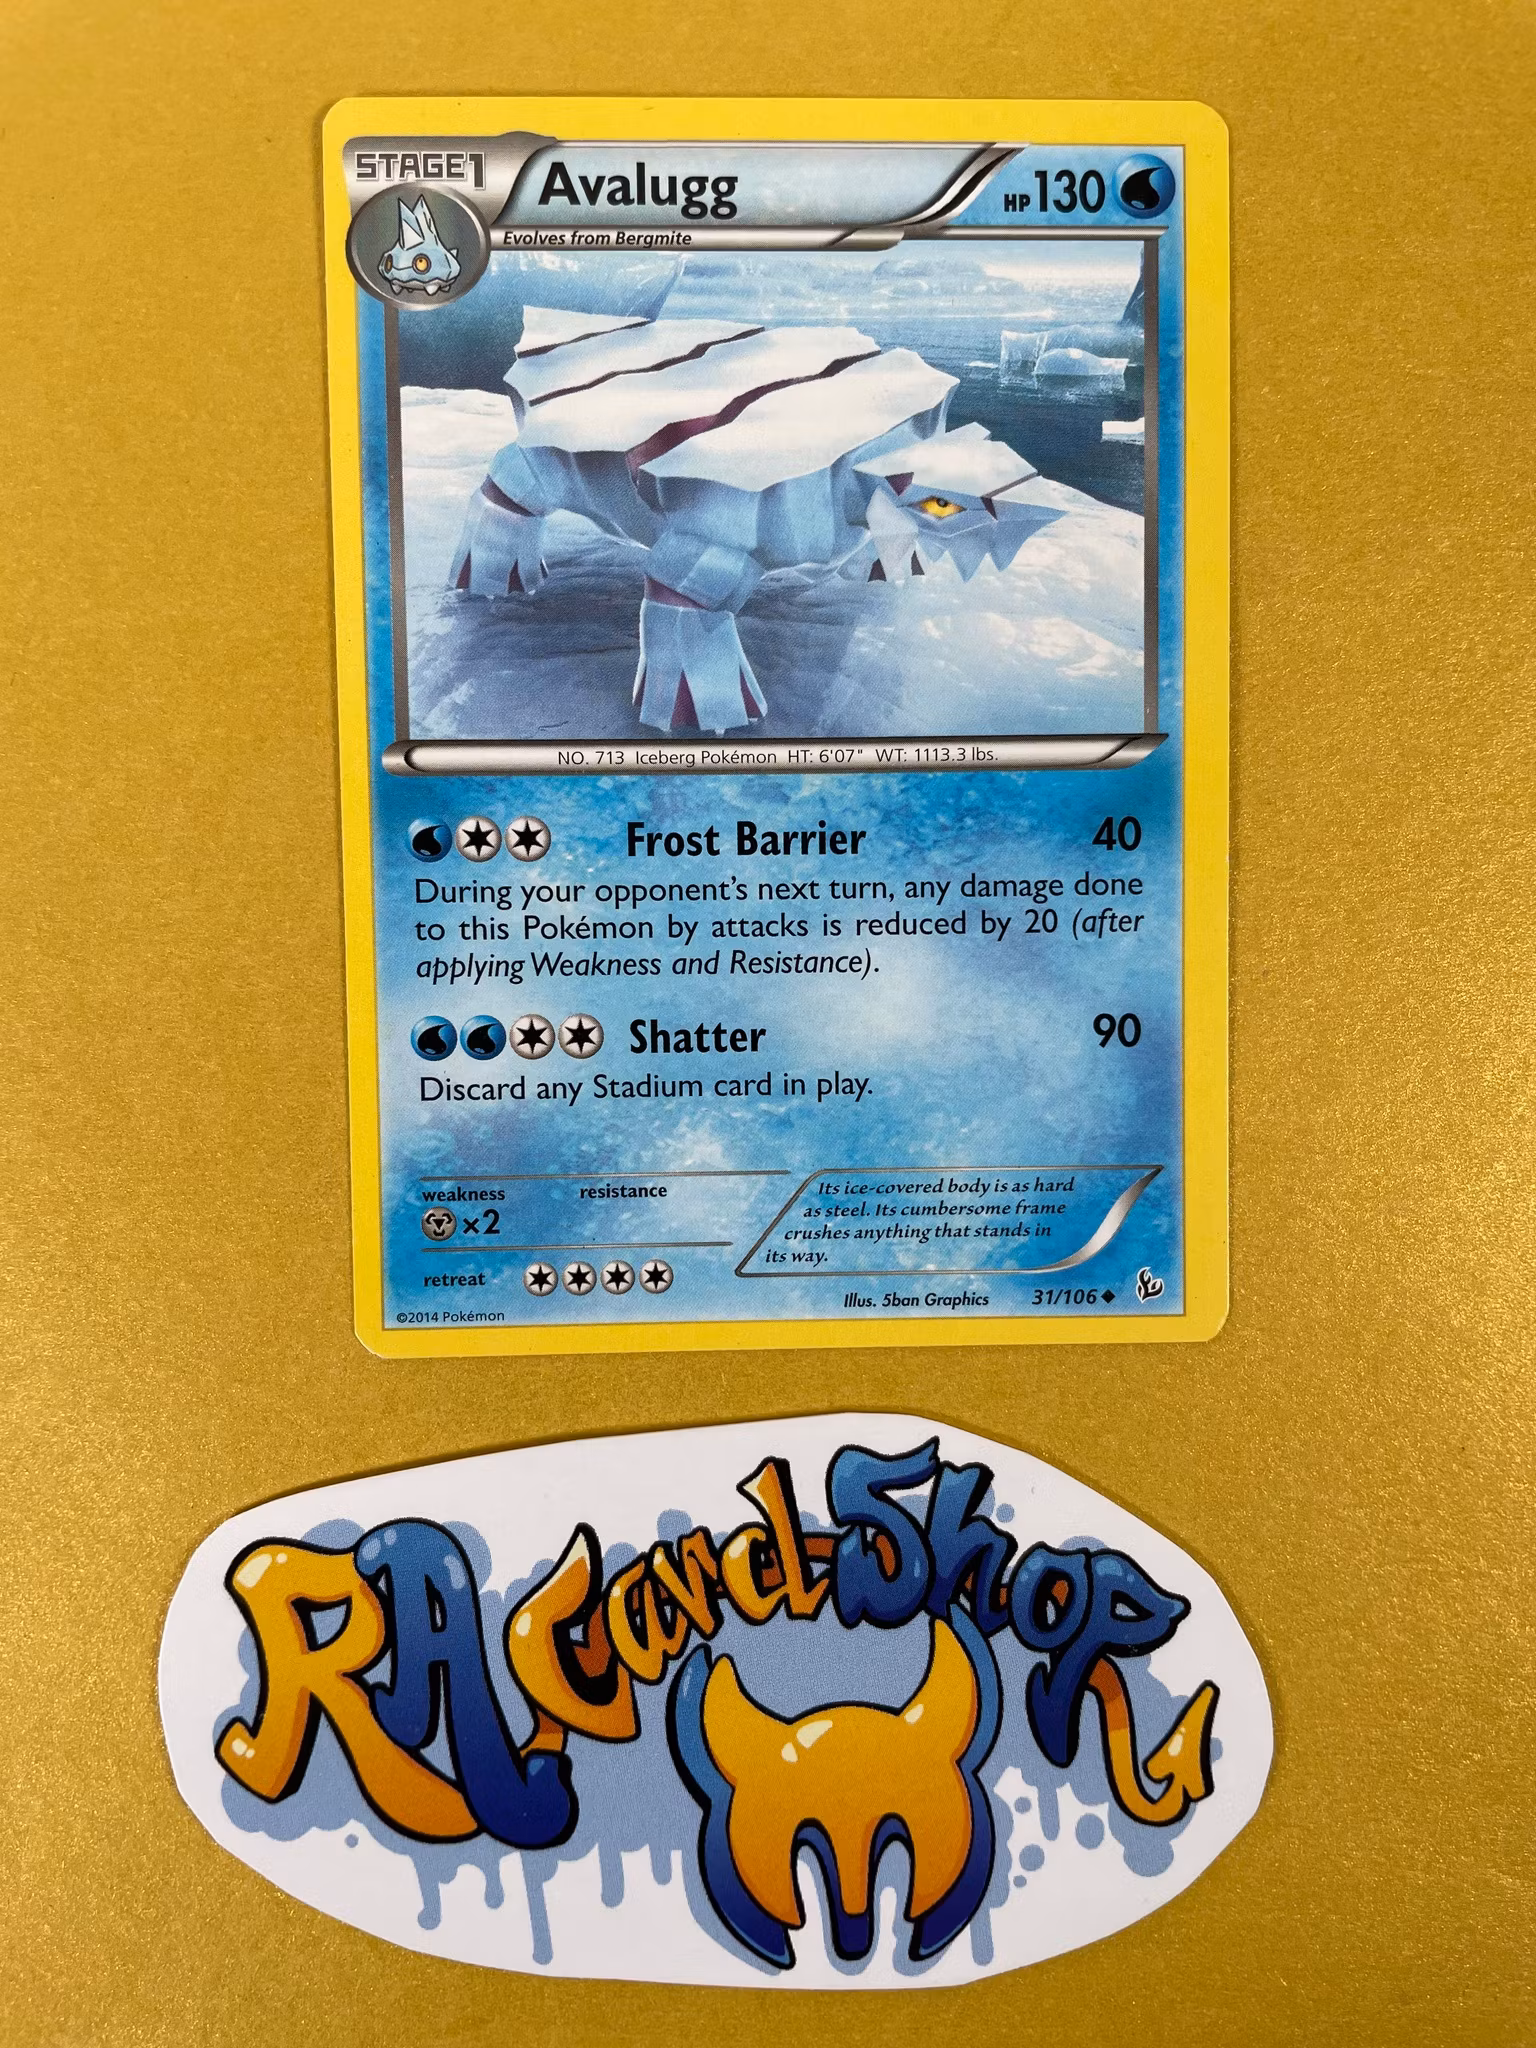 STAGE1
Avalugg
HP130
Evolves from Bergmite
NO. 713 Iceberg Pokémon HT: 6'07" WT: 1113.3 lbs.
Frost Barrier 40
During your opponent's next turn, any damage done
to this Pokémon by attacks is reduced by 20 (after
applying Weakness and Resistance).
Shatter 90
Discard any Stadium card in play.
weakness resistance
×2
Its ice-covered body is as hard
as steel. Its cumbersome frame
crushes anything that stands in
its way.
retreat
Illus. 5ban Graphics 31/106
©2014 Pokémon
RA CardShop